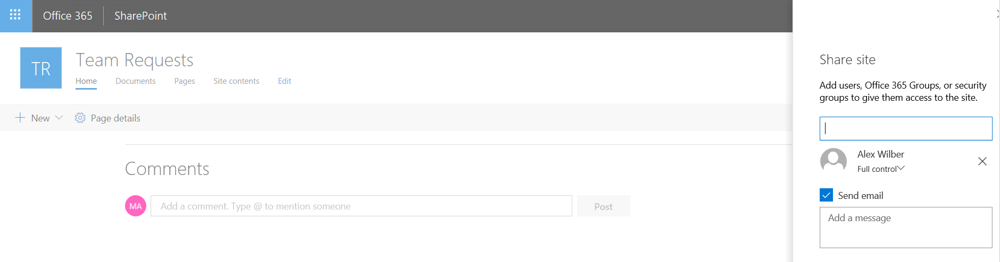 Office 365 SharePoint
TR
Team Requests
Home Documents Pages Site contents Edit
New Page details
Comments
MA Add a comment. Type @ to mention someone Post
Share site
Add users, Office 365 Groups, or security
groups to give them access to the site.
Alex Wilber
Full control
Send email
Add a message